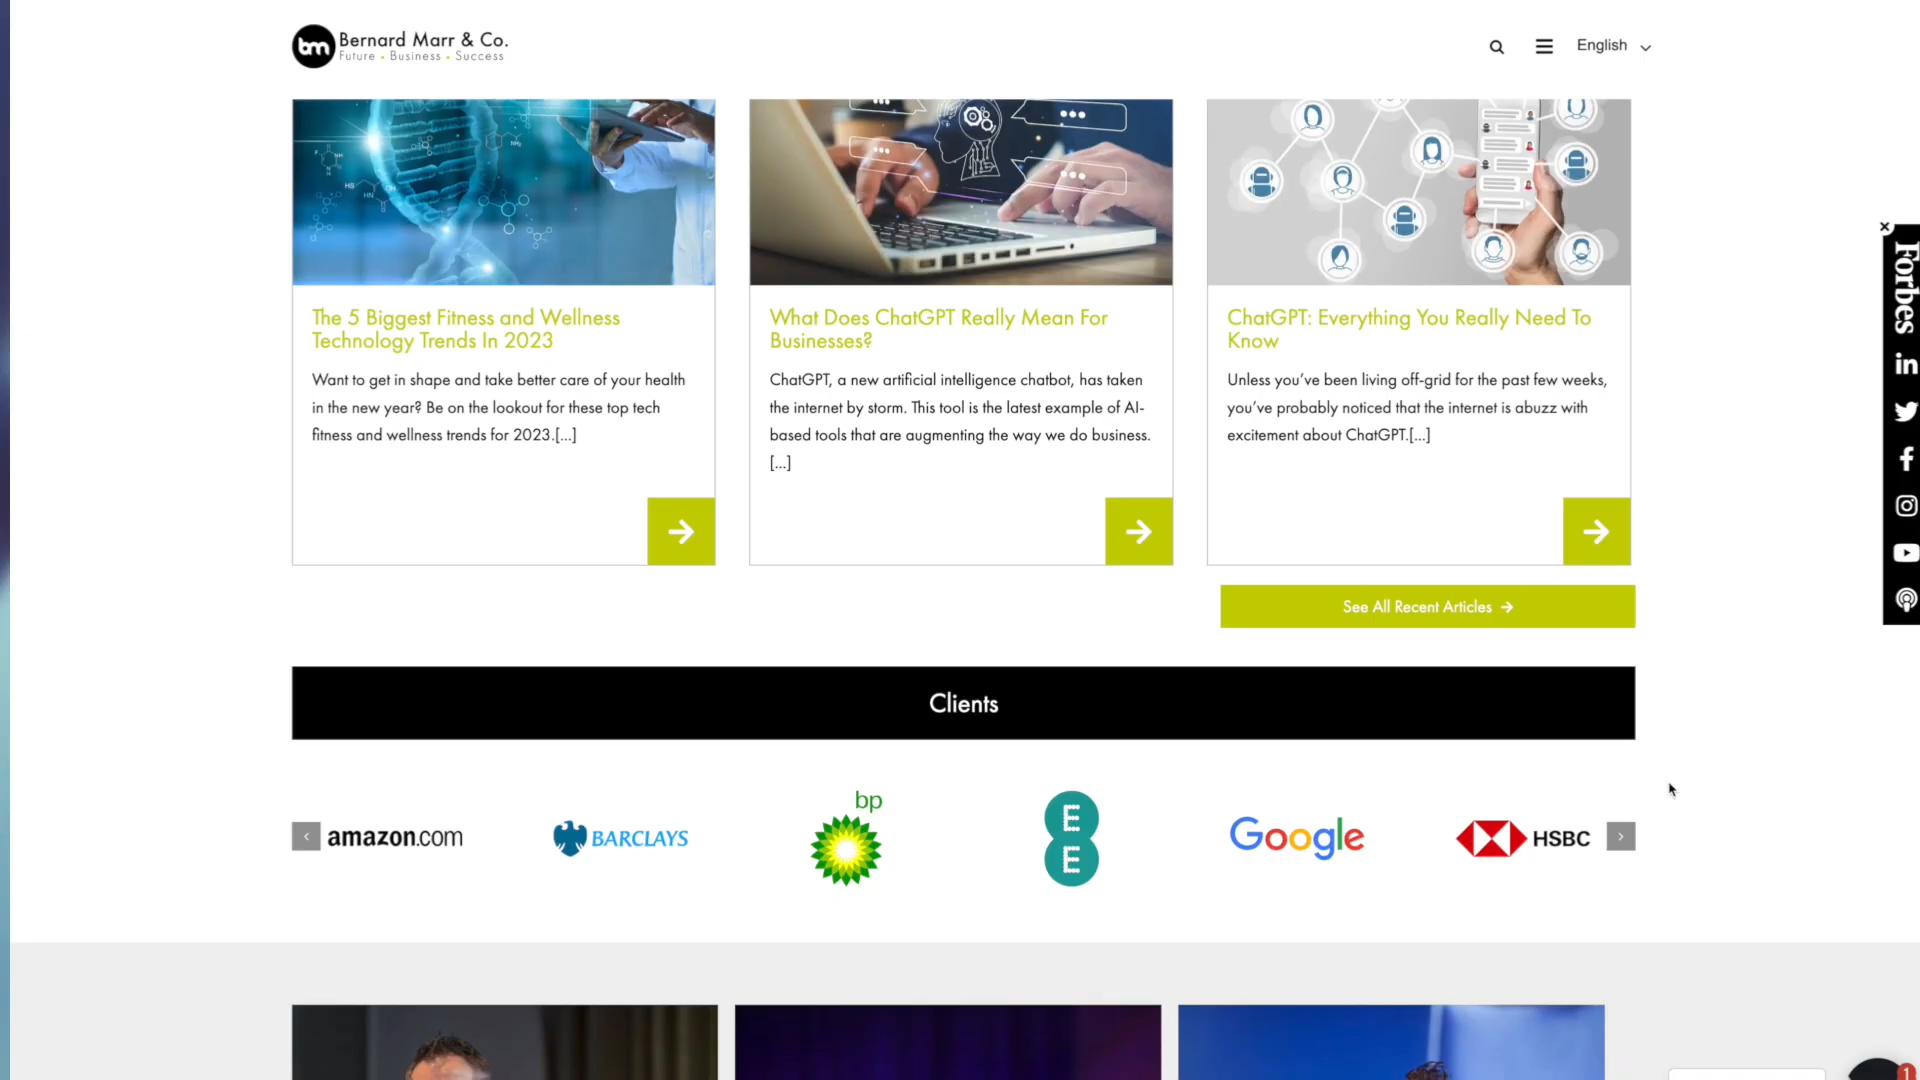 bm
Bernard Marr & Co.
Future • Business • Success
English
The 5 Biggest Fitness and Wellness
Technology Trends In 2023
Want to get in shape and take better care of your health
in the new year? Be on the lookout for these top tech
fitness and wellness trends for 2023.[...]
What Does ChatGPT Really Mean For
Businesses?
ChatGPT, a new artificial intelligence chatbot, has taken
the internet by storm. This tool is the latest example of AI-
based tools that are augmenting the way we do business.
[...]
ChatGPT: Everything You Really Need To
Know
Unless you’ve been living off-grid for the past few weeks,
you’ve probably noticed that the internet is abuzz with
excitement about ChatGPT.[...]
See All Recent Articles
Forbes
in
Clients
amazon.com
BARCLAYS
bp
E
E
Google
HSBC
1